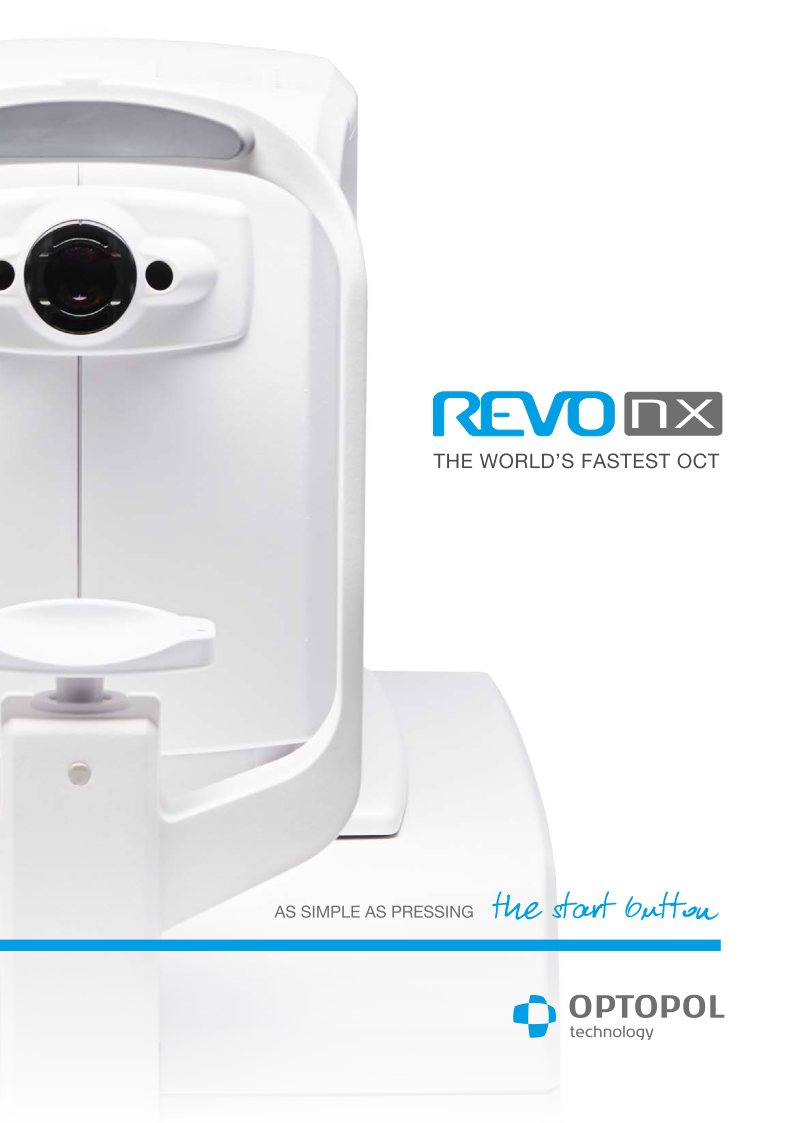 REVO nx
THE WORLD'S FASTEST OCT
AS SIMPLE AS PRESSING the start button
OPTOPOL
technology